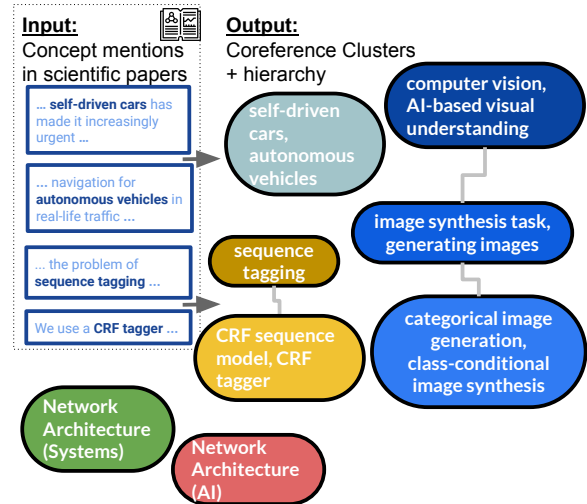 Input:
Concept mentions
in scientific papers
... self-driven cars has
made it increasingly
urgent ...
... navigation for
autonomous vehicles in
real-life traffic ...
... the problem of
sequence tagging ...
We use a CRF tagger ...
Output:
Coreference Clusters
+ hierarchy
self-driven
cars,
autonomous
vehicles
computer vision,
AI-based visual
understanding
image synthesis task,
generating images
categorical image
generation,
class-conditional
image synthesis
sequence
tagging
CRF sequence
model, CRF
tagger
Network
Architecture
(Systems)
Network
Architecture
(AI)